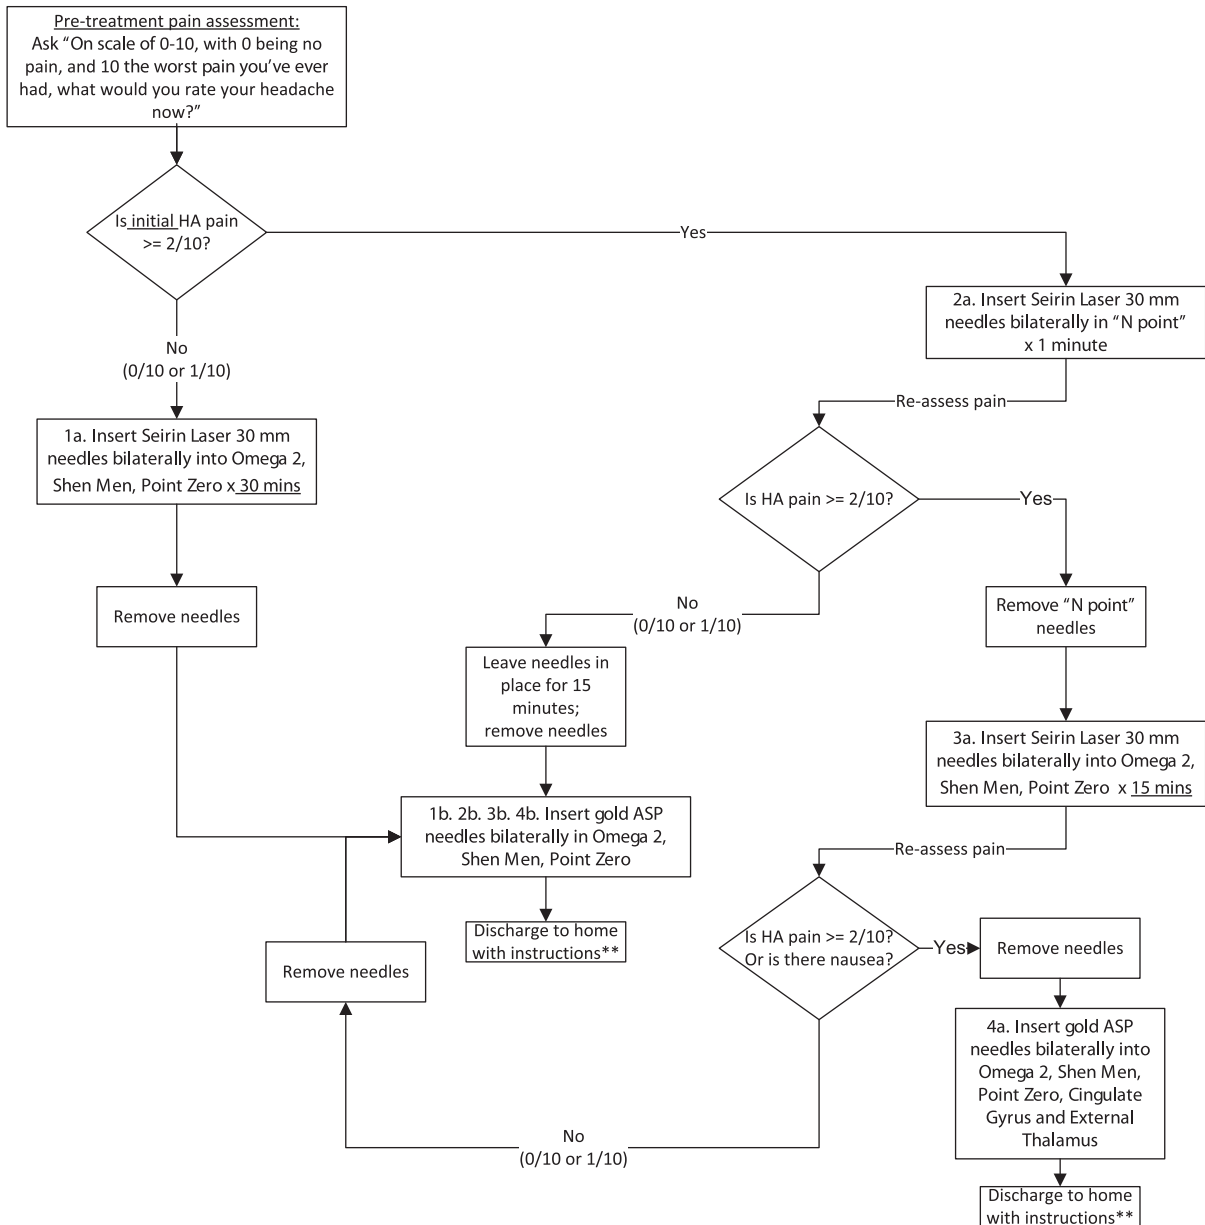 Pre-treatment pain assessment:
Ask “On scale of 0-10, with 0 being no
pain, and 10 the worst pain you’ve ever
had, what would you rate your headache
now?”
Is initial HA pain
>= 2/10?
Yes
No
(0/10 or 1/10)
1a. Insert Seirin Laser 30 mm
needles bilaterally into Omega 2,
Shen Men, Point Zero x 30 mins
Remove needles
2a. Insert Seirin Laser 30 mm
needles bilaterally in “N point”
x 1 minute
Re-assess pain
Is HA pain >= 2/10?
Yes
No
(0/10 or 1/10)
Leave needles in
place for 15
minutes;
remove needles
Remove “N point”
needles
3a. Insert Seirin Laser 30 mm
needles bilaterally into Omega 2,
Shen Men, Point Zero x 15 mins
1b. 2b. 3b. 4b. Insert gold ASP
needles bilaterally in Omega 2,
Shen Men, Point Zero
Discharge to home
with instructions**
Re-assess pain
Is HA pain >= 2/10?
Or is there nausea?
Yes
Remove needles
No
(0/10 or 1/10)
Remove needles
4a. Insert gold ASP
needles bilaterally into
Omega 2, Shen Men,
Point Zero, Cingulate
Gyrus and External
Thalamus
Discharge to home
with instructions**